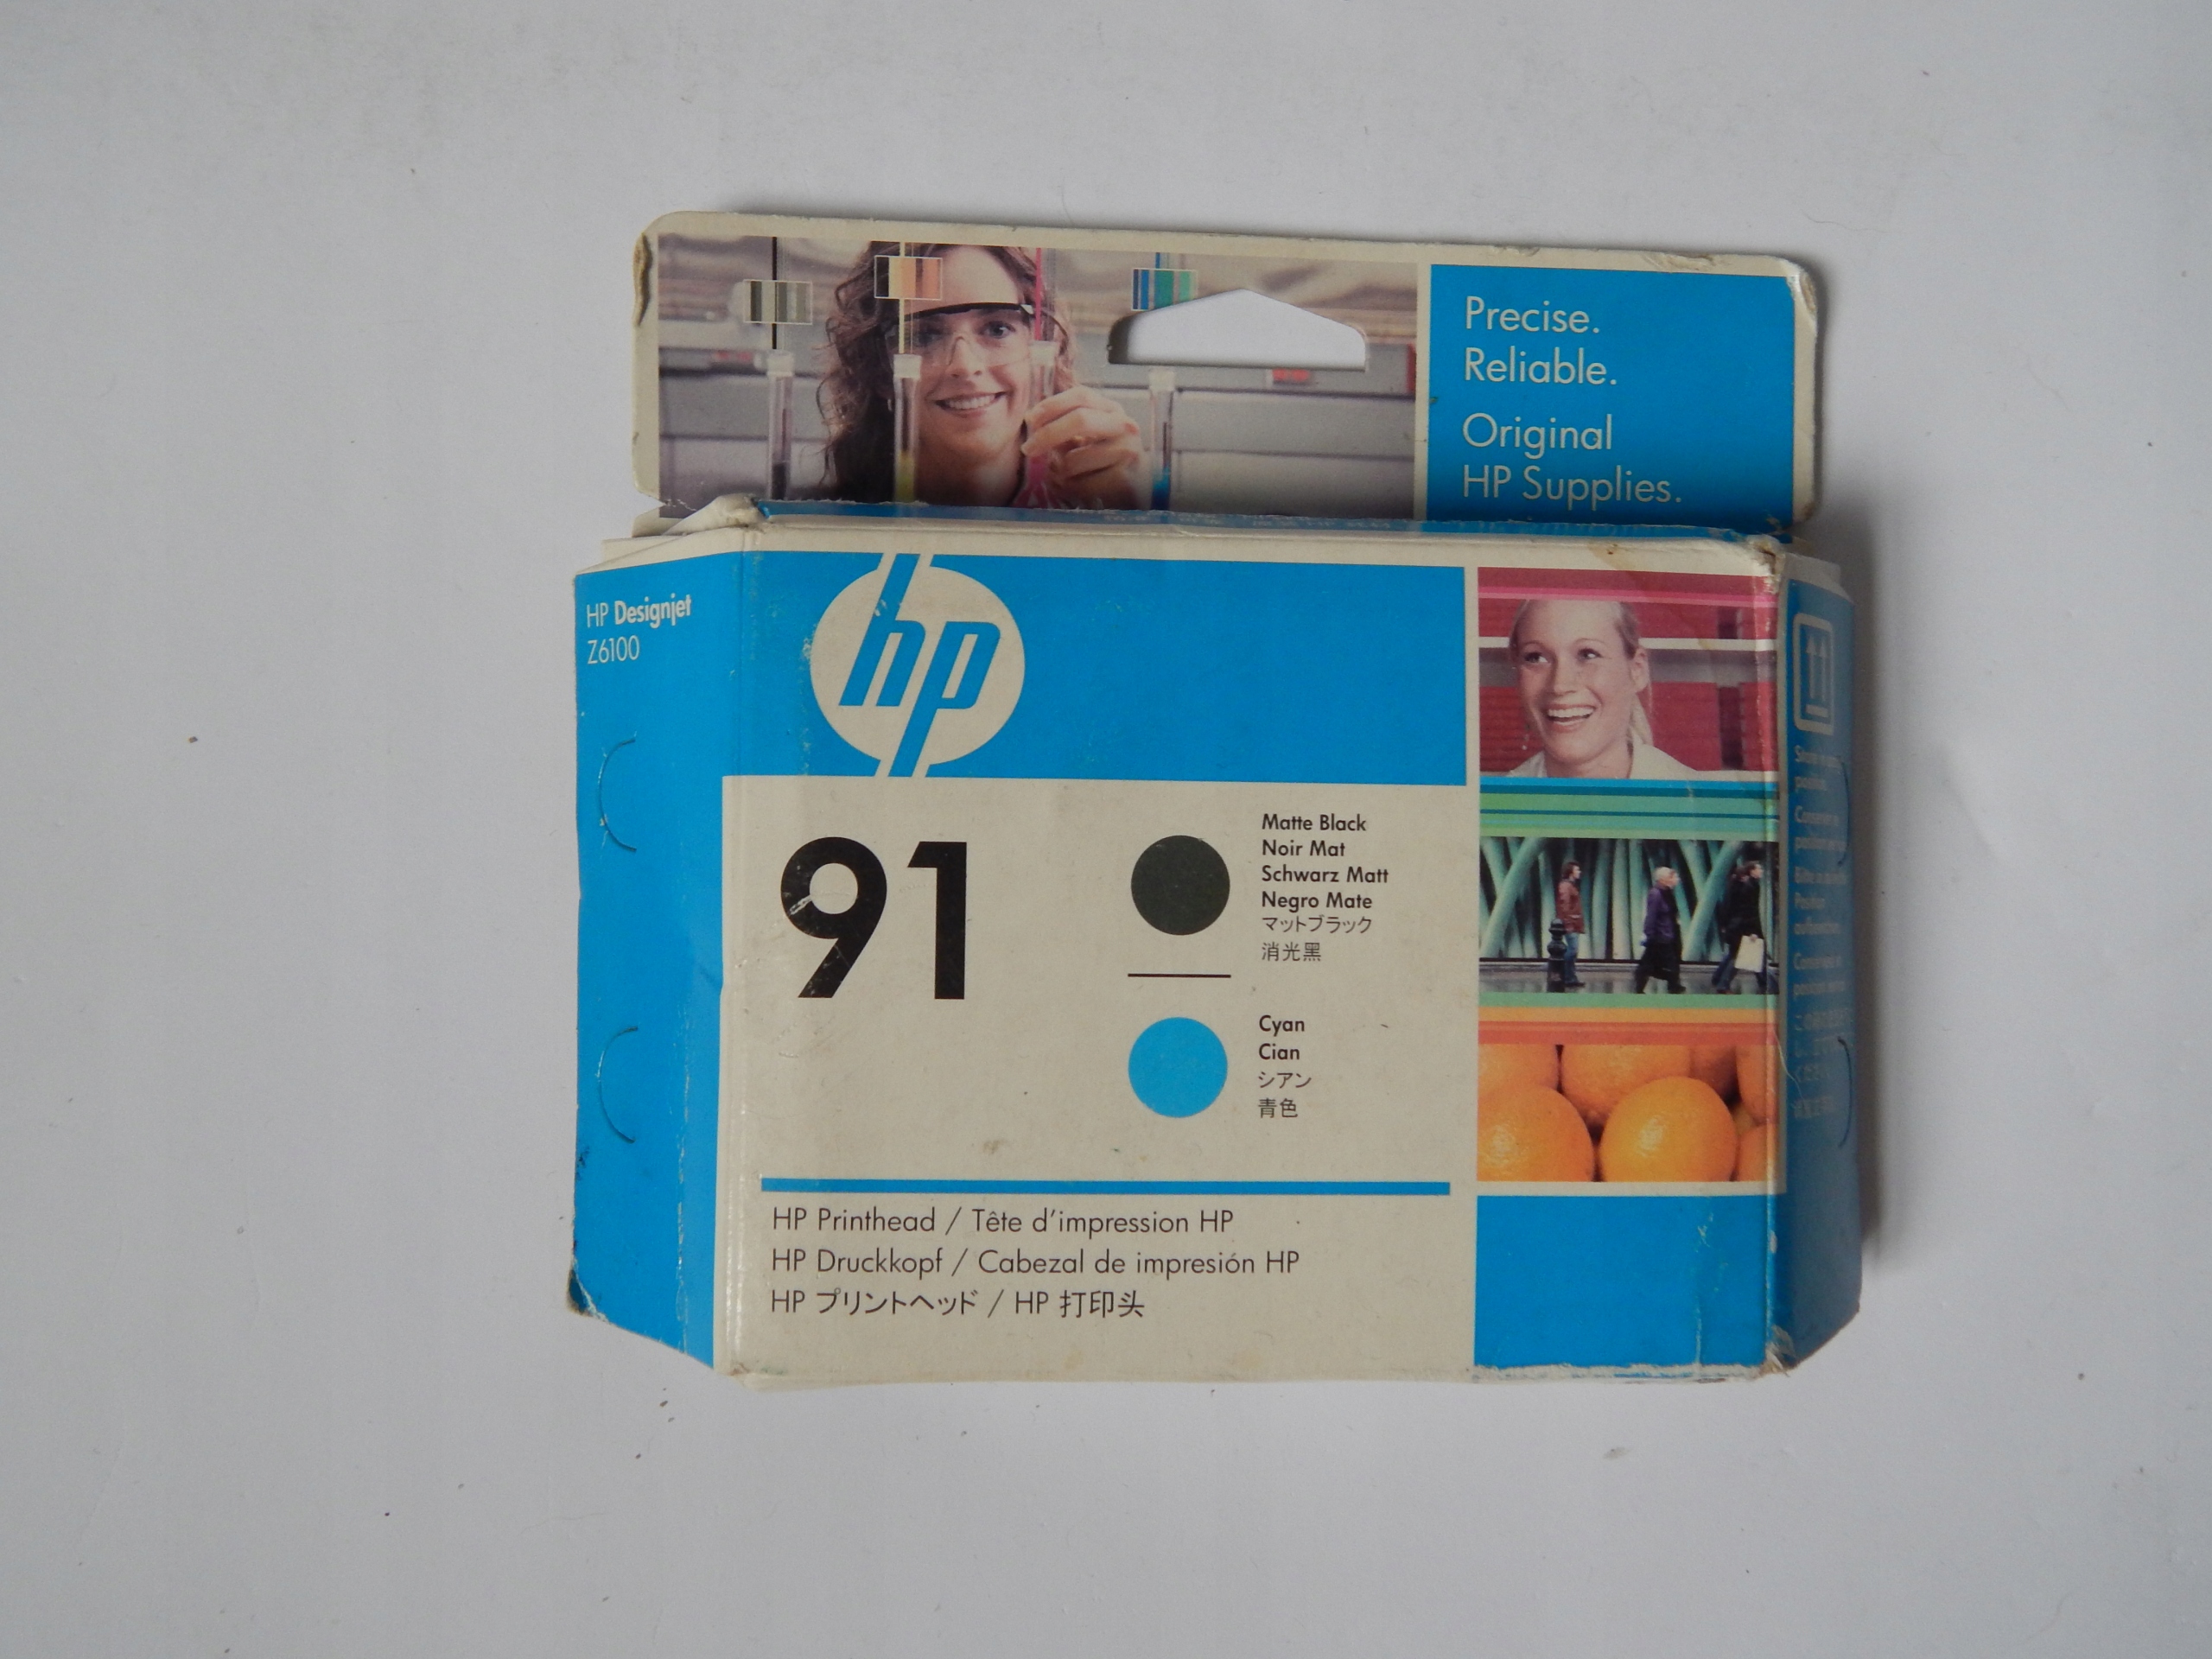 Precise.
Reliable.
Original
HP Supplies.
HP Designjet
Z6100
hp
91
Matte Black
Noir Mat
Schwarz Matt
Negro Mate
マットブラック
消光黑
Cyan
Cian
シアン
青色
HP Printhead / Tête d'impression HP
HP Druckkopf / Cabezal de impresión HP
HP プリントヘッド / HP 打印头